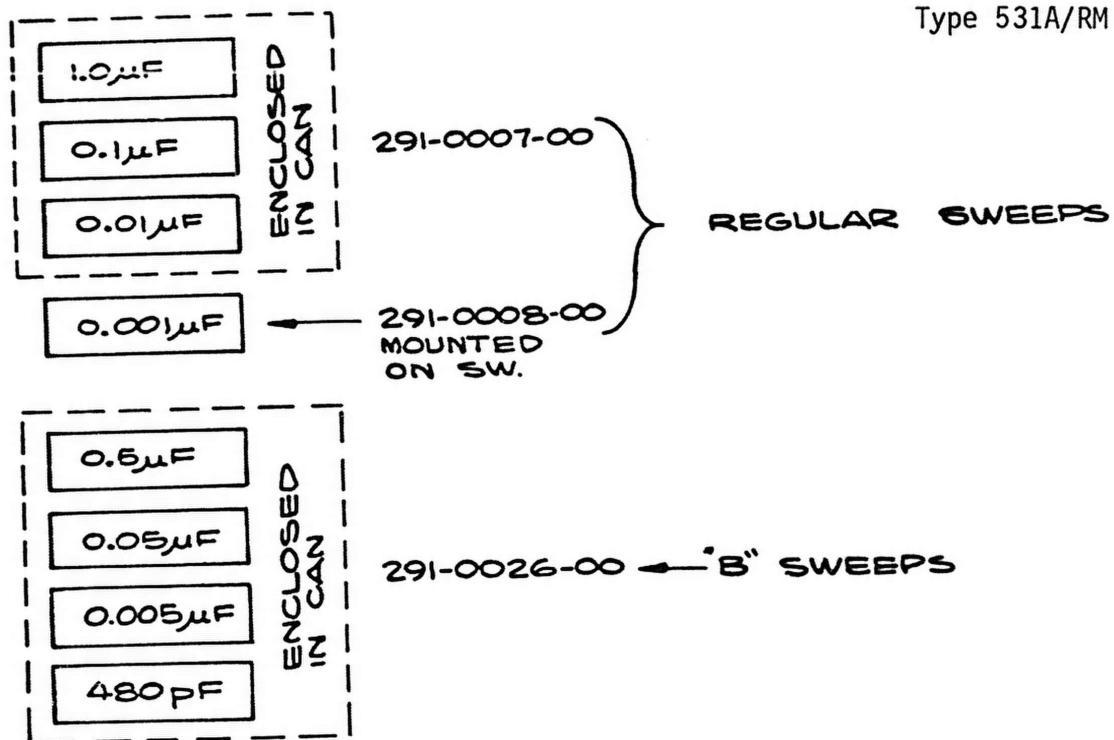 Type 531A/RM
1.0µF
0.1µF
0.01µF
ENCLOSED
IN CAN
291-0007-00
REGULAR SWEEPS
0.001µF
291-0008-00
MOUNTED
ON SW.
0.5µF
0.05µF
0.005µF
480pF
ENCLOSED
IN CAN
291-0026-00
"B" SWEEPS